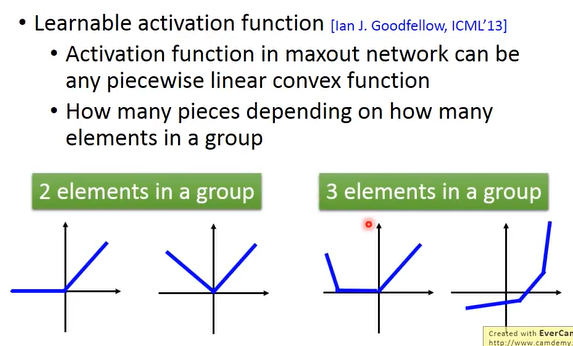 • Learnable activation function [Ian J. Goodfellow, ICML’13]
• Activation function in maxout network can be
any piecewise linear convex function
• How many pieces depending on how many
elements in a group
2 elements in a group
3 elements in a group
Created with EverCam
http://www.camdemy.